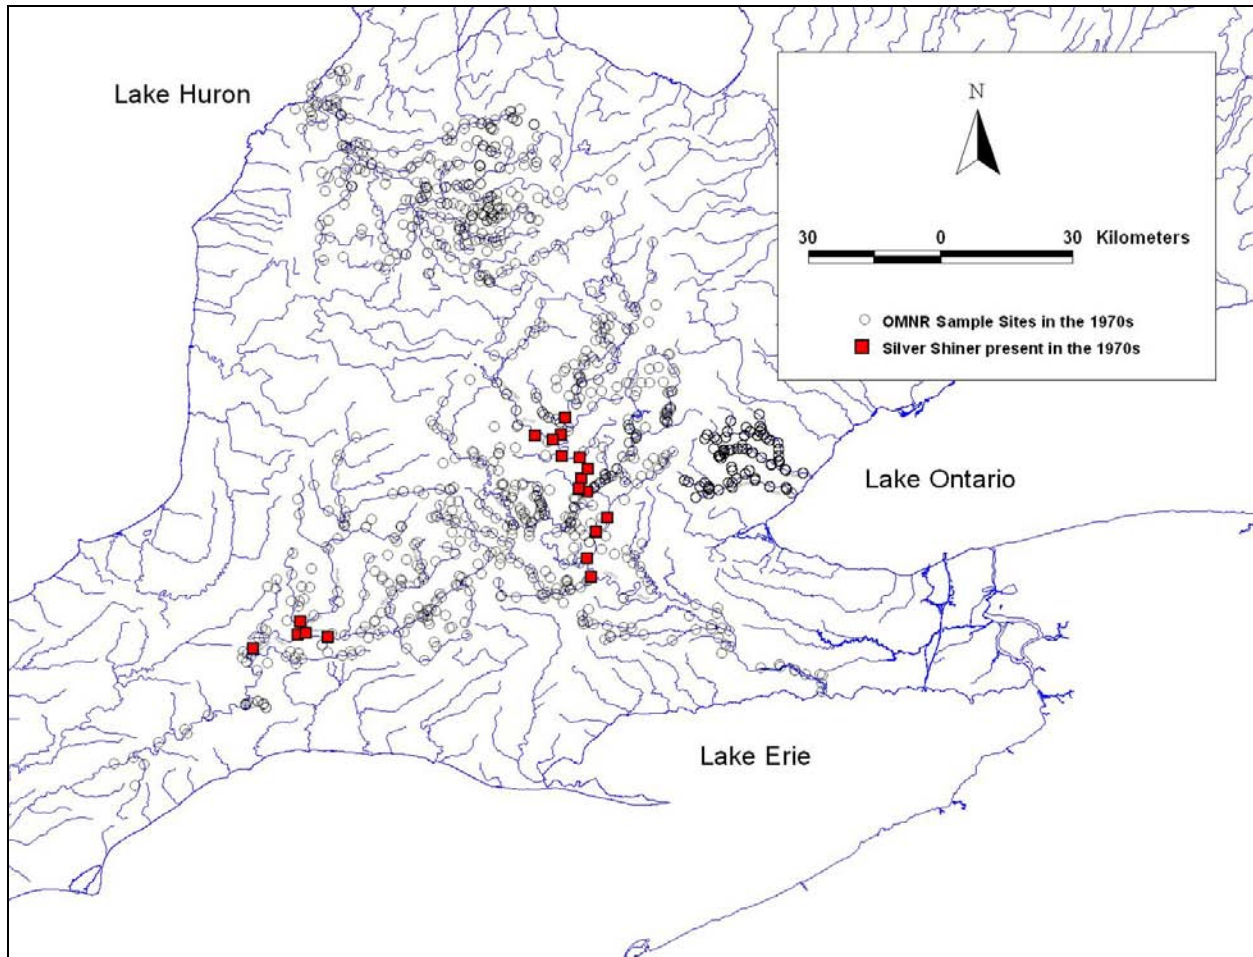 Lake Huron
N
30 0 30 Kilometers
OMNR Sample Sites in the 1970s
Silver Shiner present in the 1970s
Lake Ontario
Lake Erie